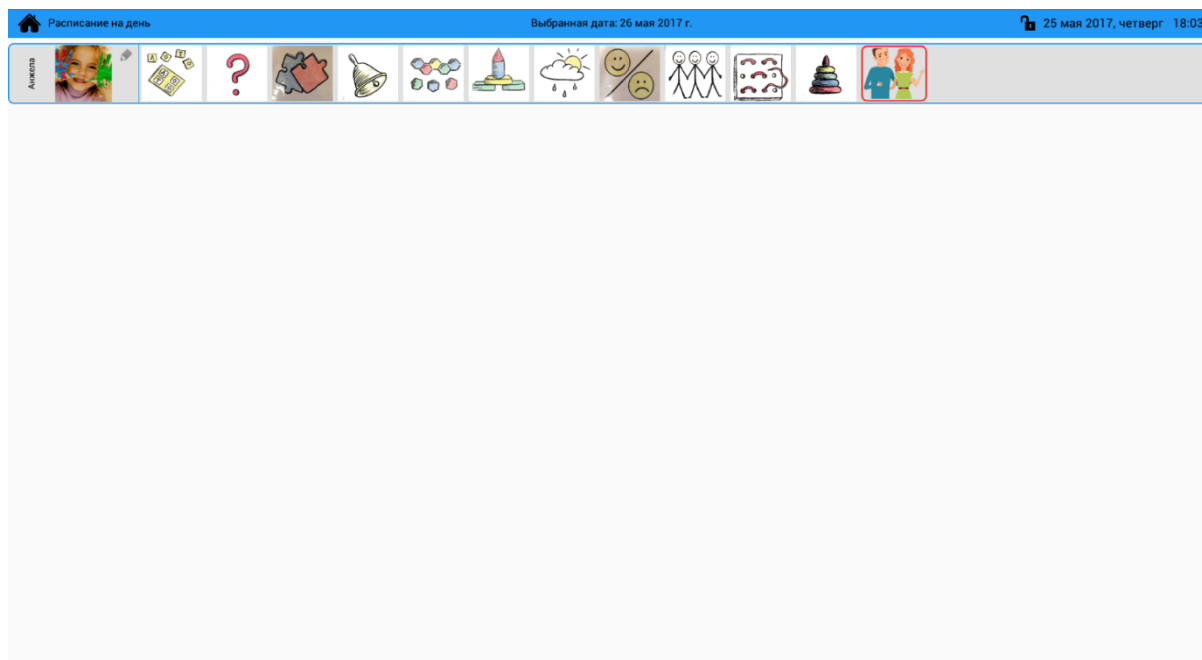 Расписание на день
Выбранная дата: 26 мая 2017 г.
25 мая 2017, четверг 18:03
Анжела